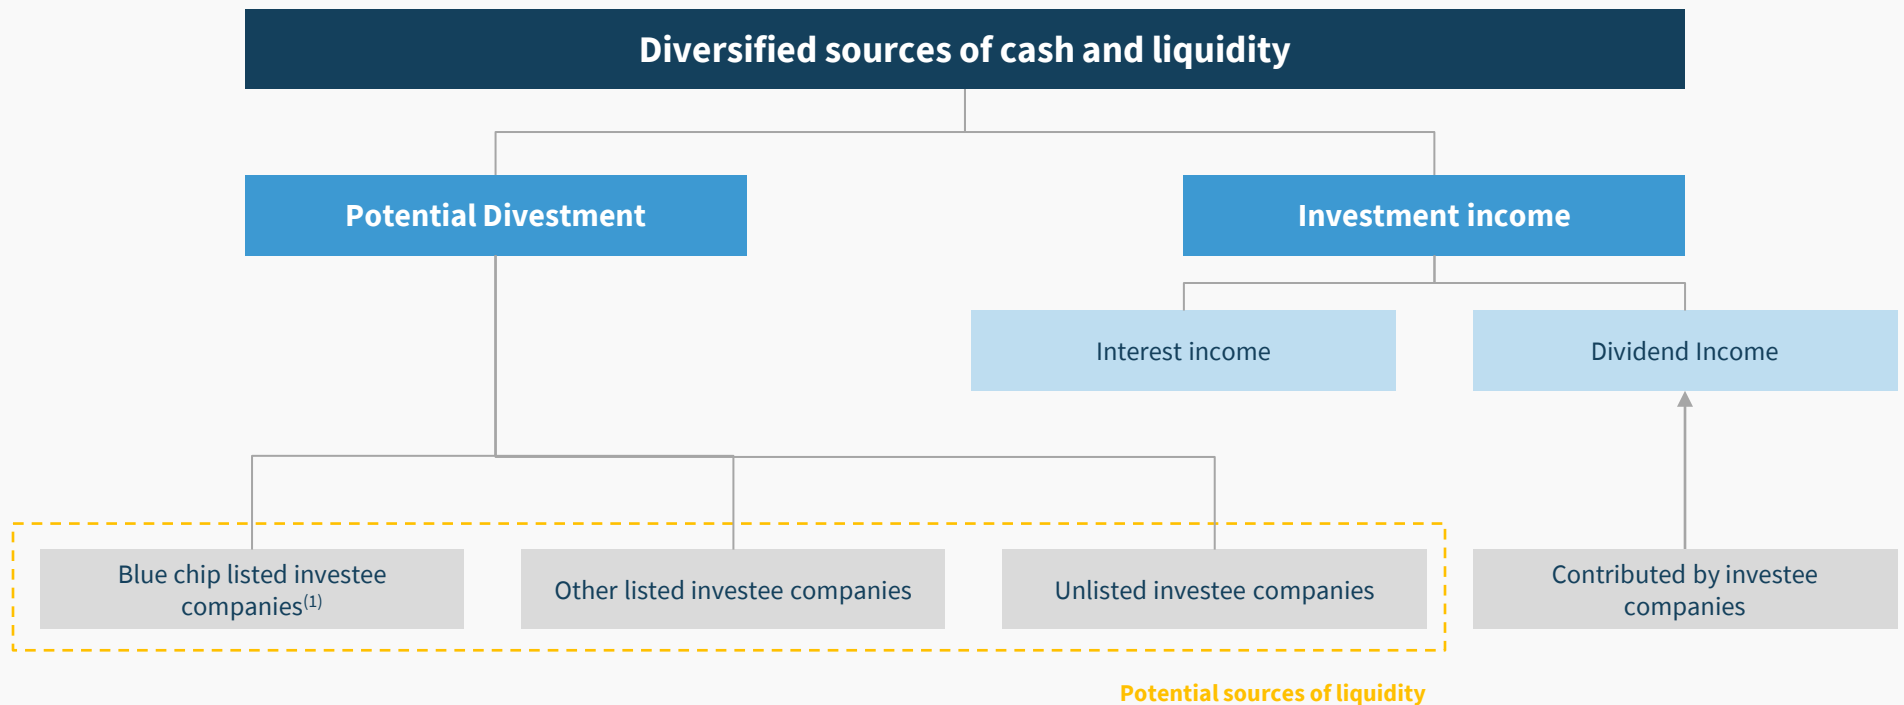 Diversified sources of cash and liquidity
Potential Divestment
Investment income
Interest income
Dividend Income
Blue chip listed investee
companies(1)
Other listed investee companies
Unlisted investee companies
Contributed by investee
companies
Potential sources of liquidity